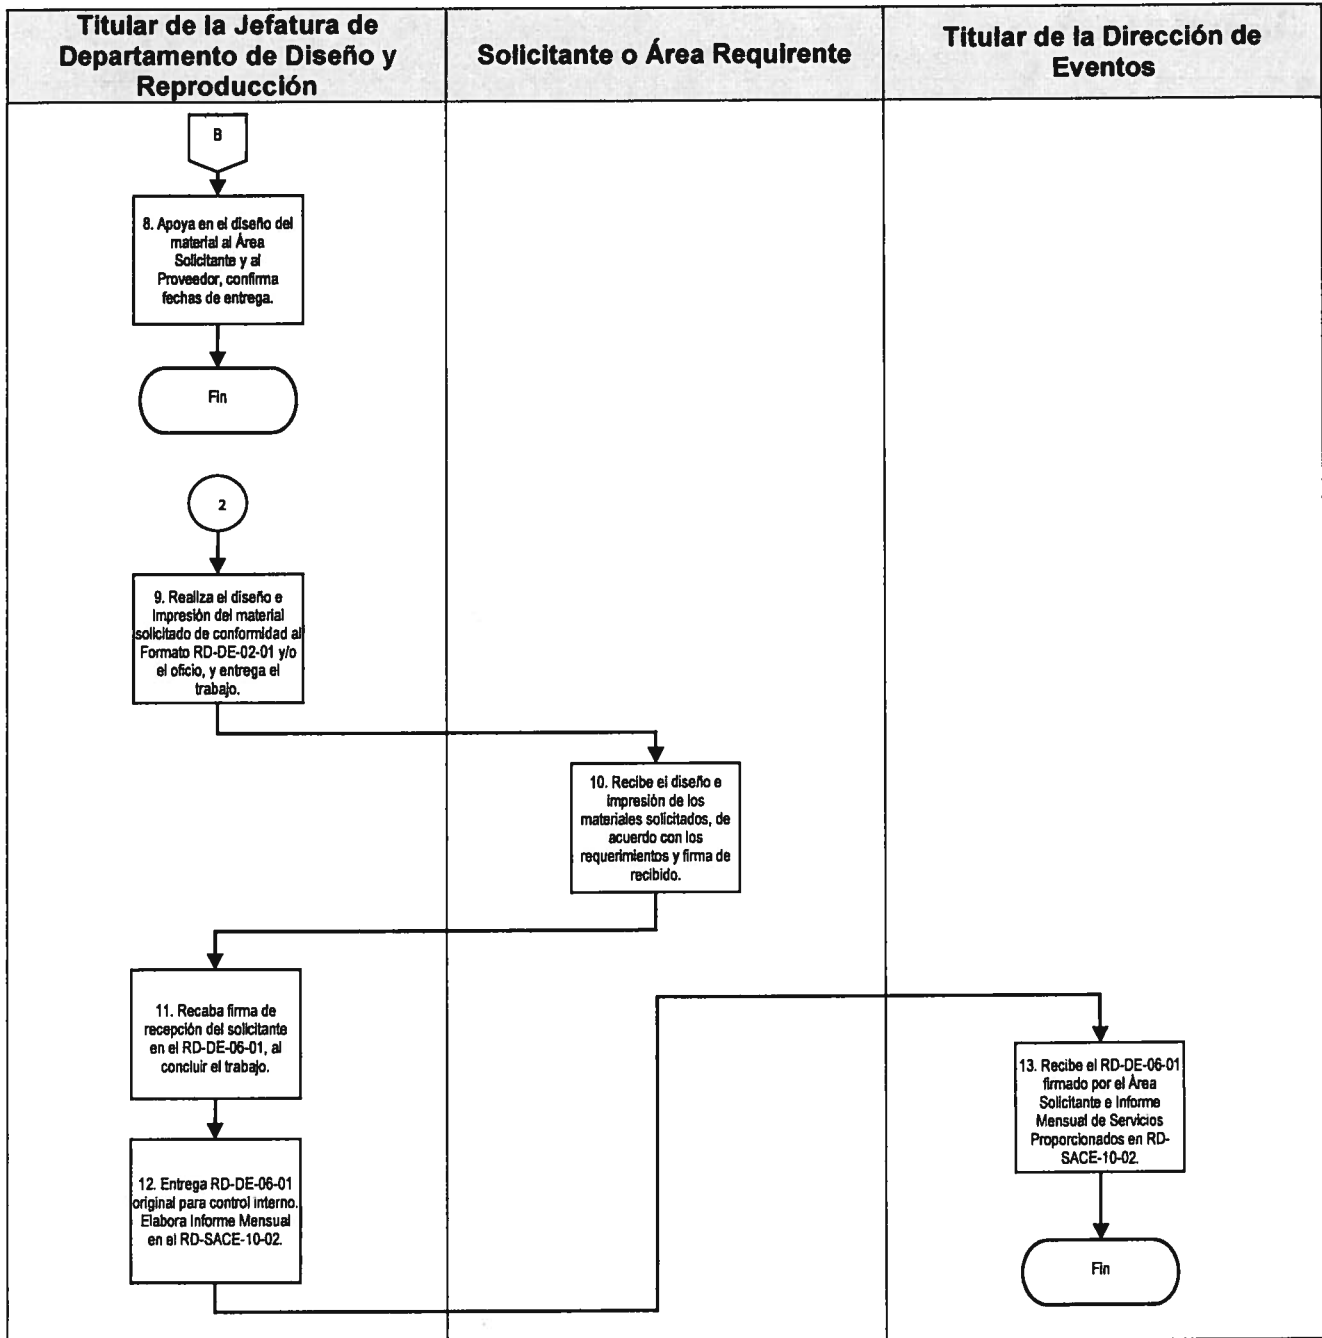 Titular de la Jefatura de
Departamento de Diseño y
Reproducción
Solicitante o Área Requirente
Titular de la Dirección de
Eventos
B
8. Apoya en el diseño del
material al Área
Solicitante y al
Proveedor, confirma
fechas de entrega.
Fin
2
9. Realiza el diseño e
impresión del material
solicitado de conformidad al
Formato RD-DE-02-01 y/o
el oficio, y entrega el
trabajo.
10. Recibe el diseño e
impresión de los
materiales solicitados, de
acuerdo con los
requerimientos y firma de
recibido.
11. Recaba firma de
recepción del solicitante
en el RD-DE-06-01, al
concluir el trabajo.
12. Entrega RD-DE-06-01
original para control interno.
Elabora Informe Mensual
en el RD-SACE-10-02.
13. Recibe el RD-DE-06-01
firmado por el Área
Solicitante e Informe
Mensual de Servicios
Proporcionados en RD-
SACE-10-02.
Fin